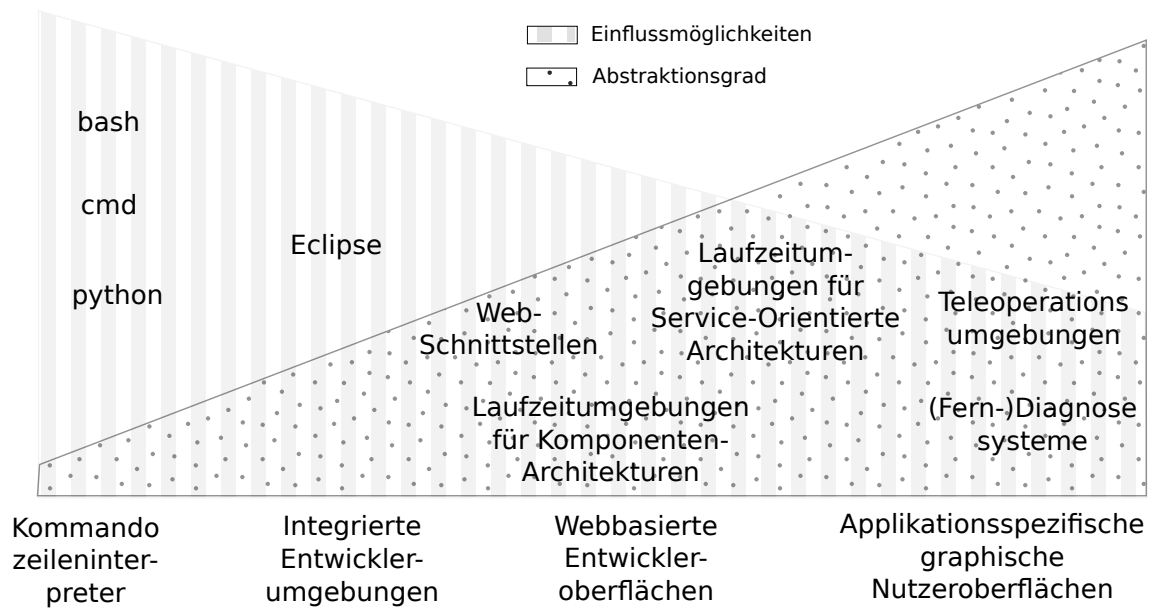 Einflussmöglichkeiten
Abstraktionsgrad
bash
cmd
python
Eclipse
Web-
Schnittstellen
Laufzeitumgebungen
für Komponenten-
Architekturen
Laufzeitum-
gebungen für
Service-Orientierte
Architekturen
Teleoperations
umgebungen
(Fern-)Diagnose
systeme
Kommando
zeileninter-
preter
Integrierte
Entwickler-
umgebungen
Webbasierte
Entwickler-
oberflächen
Applikationsspezifische
graphische
Nutzeroberflächen